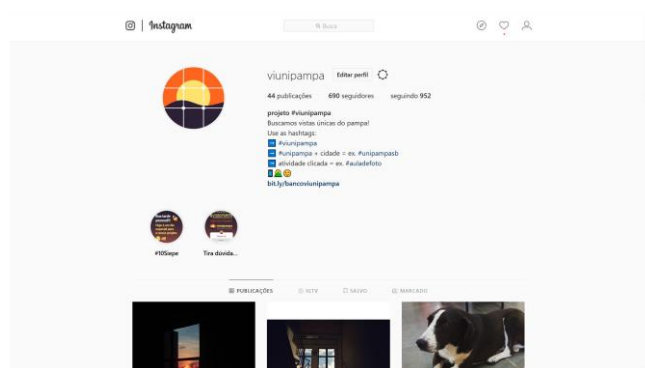 Instagram
Busca
viunipampa Editar perfil
44 publicações 690 seguidores seguindo 952
projeto #viunipampa
Buscamos vistas únicas do pampa!
Use as hashtags:
#viunipampa
#unipampa + cidade = ex. #unipampasb
atividade clicada = ex. #auladefoto
bit.ly/bancoviunipampa
#10Siepe Tira dúvida...
PUBLICAÇÕES IGTV SALVO MARCADO